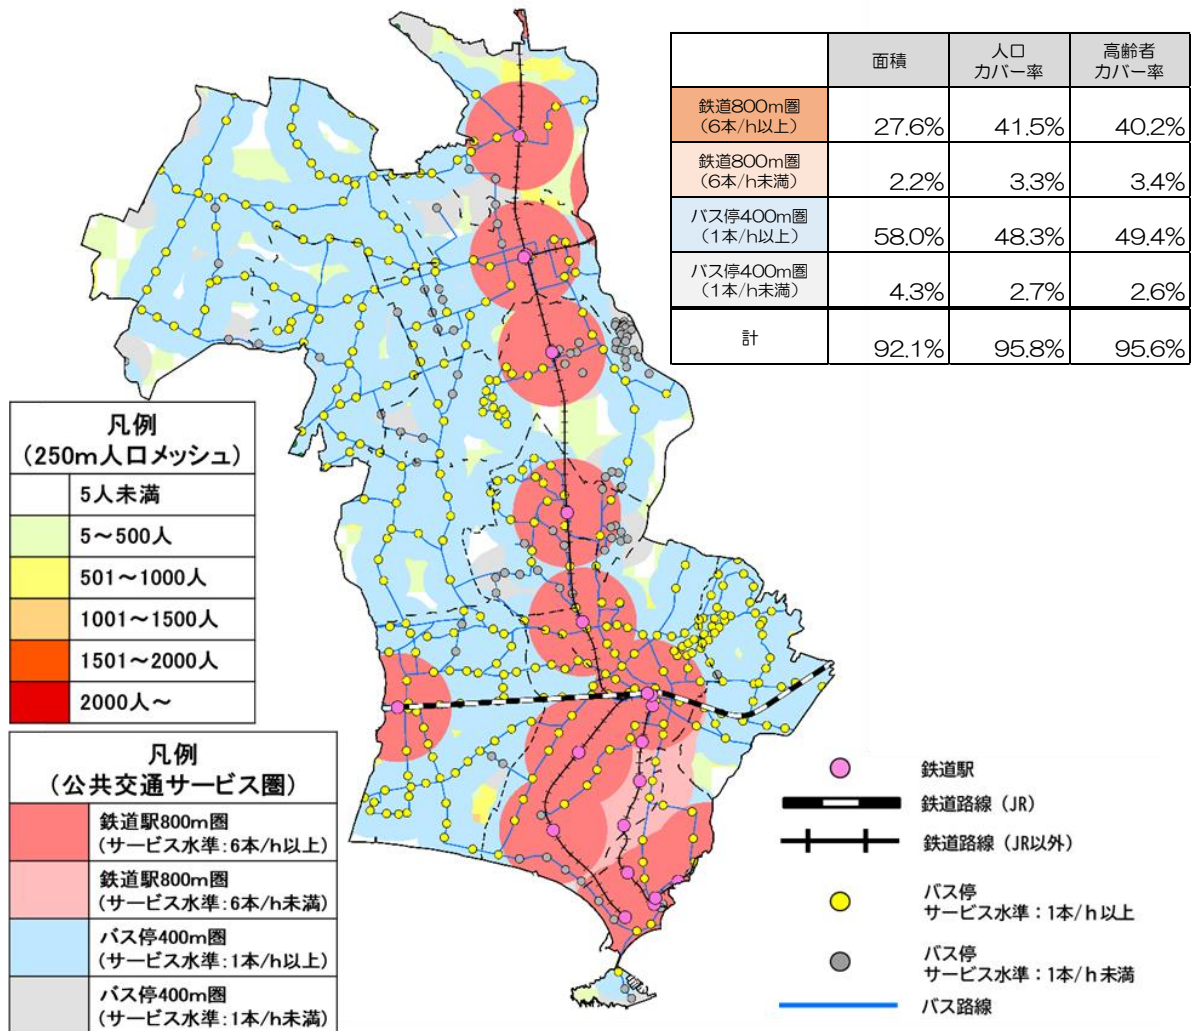 面積
人口
カバー率
高齢者
カバー率
鉄道800m圏
(6本/h以上)
27.6%
41.5%
40.2%
鉄道800m圏
(6本/h未満)
2.2%
3.3%
3.4%
バス停400m圏
(1本/h以上)
58.0%
48.3%
49.4%
バス停400m圏
(1本/h未満)
4.3%
2.7%
2.6%
計
92.1%
95.8%
95.6%
凡例
(250m人口メッシュ)
5人未満
5~500人
501~1000人
1001~1500人
1501~2000人
2000人~
凡例
(公共交通サービス圏)
鉄道駅800m圏
(サービス水準:6本/h以上)
鉄道駅800m圏
(サービス水準:6本/h未満)
バス停400m圏
(サービス水準:1本/h以上)
バス停400m圏
(サービス水準:1本/h未満)
鉄道駅
鉄道路線(JR)
鉄道路線(JR以外)
バス停
サービス水準:1本/h以上
バス停
サービス水準:1本/h未満
バス路線